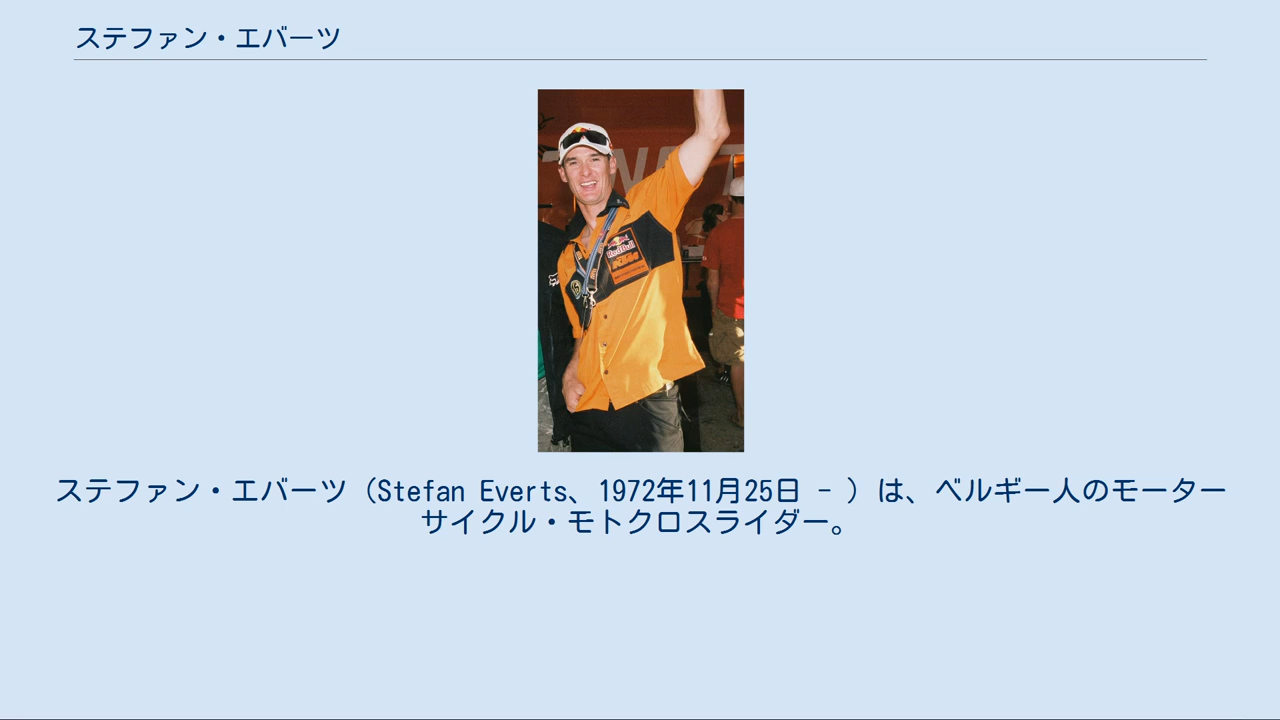 ステファン・エバーツ
RedBull
KTM
ステファン・エバーツ（Stefan Everts、1972年11月25日 - ）は、ベルギー人のモーター
サイクル・モトクロスライダー。